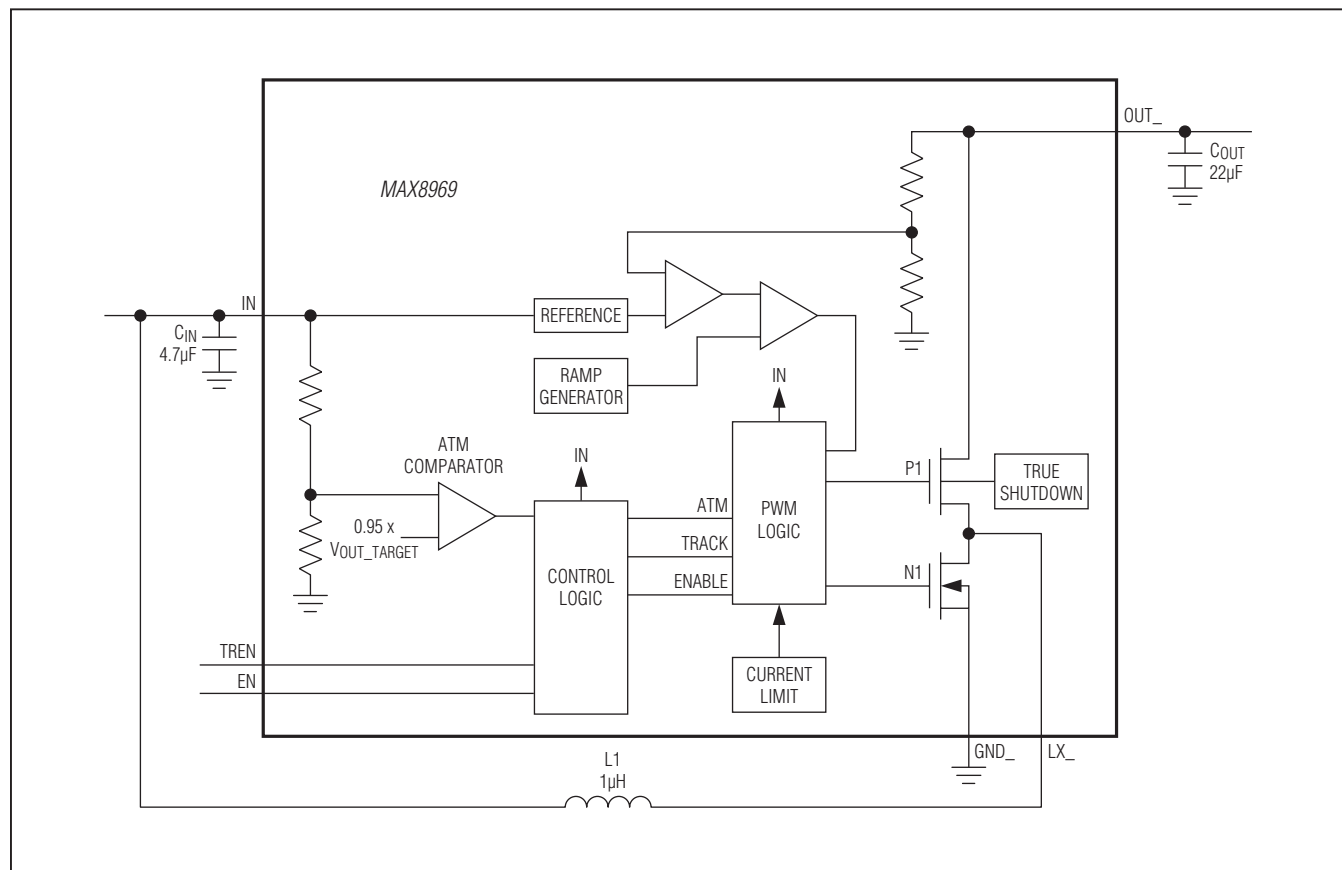 OUT_
COUT
22µF
MAX8969
IN
CIN
4.7µF
REFERENCE
RAMP
GENERATOR
IN
ATM
COMPARATOR
IN
0.95 x
VOUT_TARGET
CONTROL
LOGIC
ATM
TRACK
ENABLE
PWM
LOGIC
P1
TRUE
SHUTDOWN
N1
TREN
EN
CURRENT
LIMIT
GND_
LX_
L1
1µH